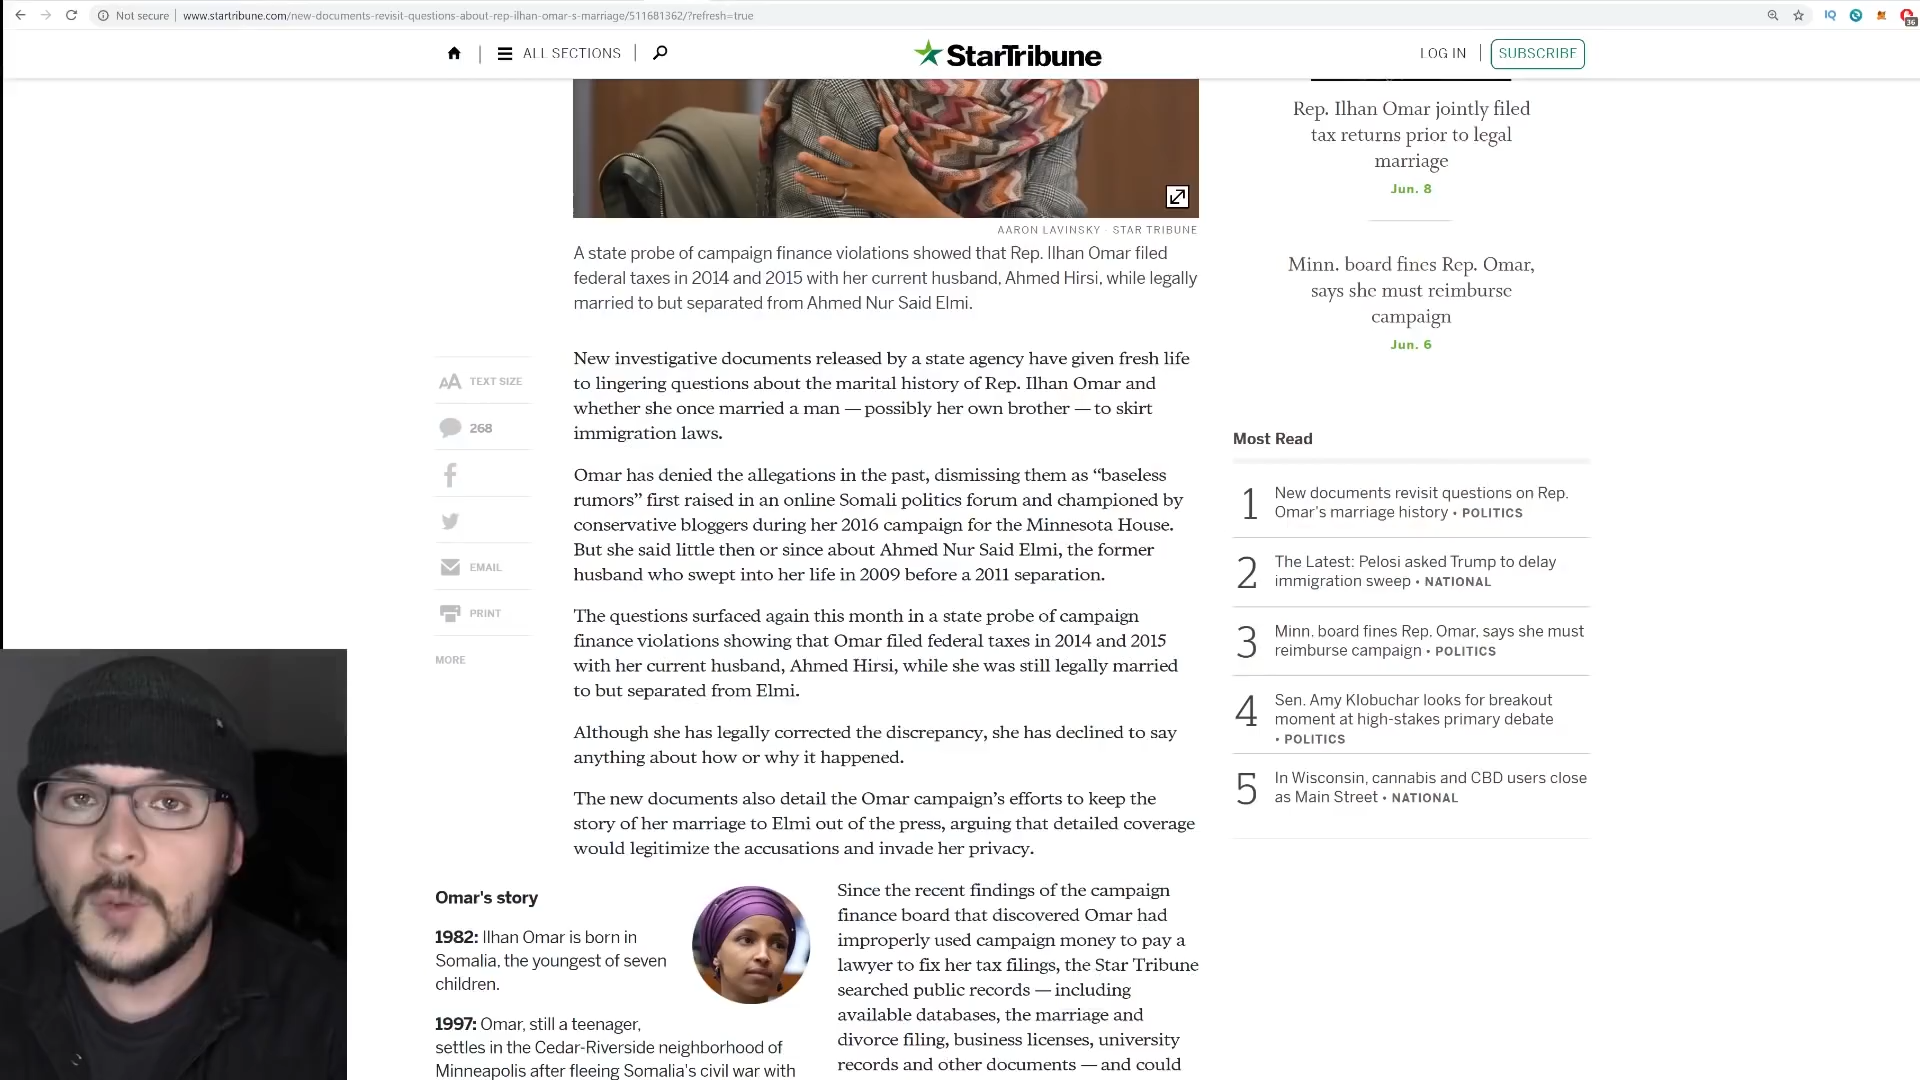 Not secure | www.startribune.com/new-documents-revisit-questions-about-rep-ilhan-omar-s-marriage/511681362/?refresh=true
IQ
36
ALL SECTIONS
StarTribune
LOG IN
SUBSCRIBE
AARON LAVINSKY · STAR TRIBUNE
A state probe of campaign finance violations showed that Rep. Ilhan Omar filed
federal taxes in 2014 and 2015 with her current husband, Ahmed Hirsi, while legally
married to but separated from Ahmed Nur Said Elmi.
AA TEXT SIZE
268
EMAIL
PRINT
MORE
New investigative documents released by a state agency have given fresh life
to lingering questions about the marital history of Rep. Ilhan Omar and
whether she once married a man — possibly her own brother — to skirt
immigration laws.
Omar has denied the allegations in the past, dismissing them as “baseless
rumors” first raised in an online Somali politics forum and championed by
conservative bloggers during her 2016 campaign for the Minnesota House.
But she said little then or since about Ahmed Nur Said Elmi, the former
husband who swept into her life in 2009 before a 2011 separation.
The questions surfaced again this month in a state probe of campaign
finance violations showing that Omar filed federal taxes in 2014 and 2015
with her current husband, Ahmed Hirsi, while she was still legally married
to but separated from Elmi.
Although she has legally corrected the discrepancy, she has declined to say
anything about how or why it happened.
The new documents also detail the Omar campaign’s efforts to keep the
story of her marriage to Elmi out of the press, arguing that detailed coverage
would legitimize the accusations and invade her privacy.
Omar's story
1982: Ilhan Omar is born in
Somalia, the youngest of seven
children.
1997: Omar, still a teenager,
settles in the Cedar-Riverside neighborhood of
Minneapolis after fleeing Somalia's civil war with
Since the recent findings of the campaign
finance board that discovered Omar had
improperly used campaign money to pay a
lawyer to fix her tax filings, the Star Tribune
searched public records — including
available databases, the marriage and
divorce filing, business licenses, university
records and other documents — and could
Rep. Ilhan Omar jointly filed
tax returns prior to legal
marriage
Jun. 8
Minn. board fines Rep. Omar,
says she must reimburse
campaign
Jun. 6
Most Read
1 New documents revisit questions on Rep.
Omar's marriage history • POLITICS
2 The Latest: Pelosi asked Trump to delay
immigration sweep • NATIONAL
3 Minn. board fines Rep. Omar, says she must
reimburse campaign • POLITICS
4 Sen. Amy Klobuchar looks for breakout
moment at high-stakes primary debate
• POLITICS
5 In Wisconsin, cannabis and CBD users close
as Main Street • NATIONAL